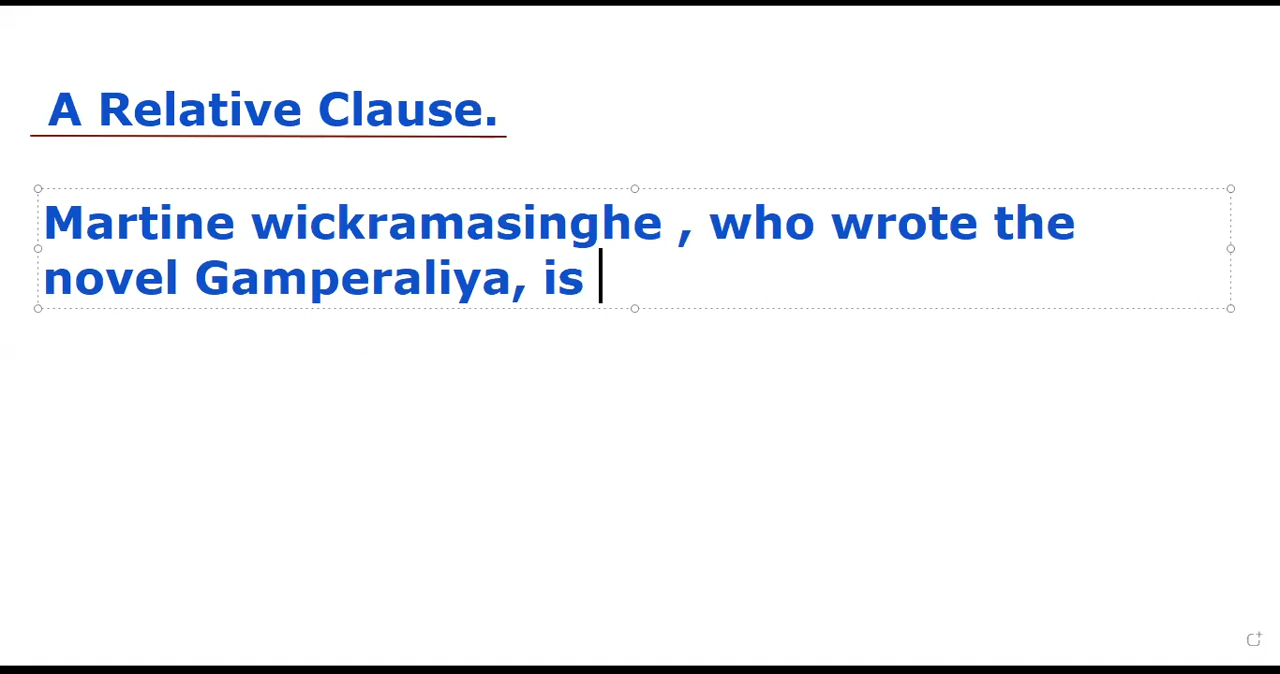 A Relative Clause.
Martine wickramasinghe , who wrote the
novel Gamperaliya, is